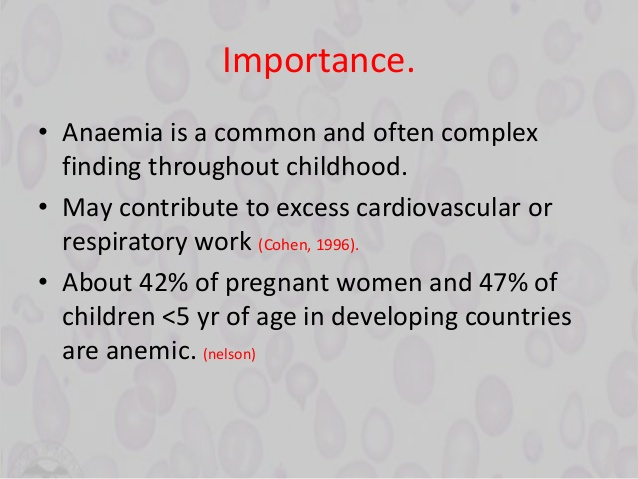 Importance.
• Anaemia is a common and often complex
finding throughout childhood.
• May contribute to excess cardiovascular or
respiratory work (Cohen, 1996).
• About 42% of pregnant women and 47% of
children <5 yr of age in developing countries
are anemic. (nelson)